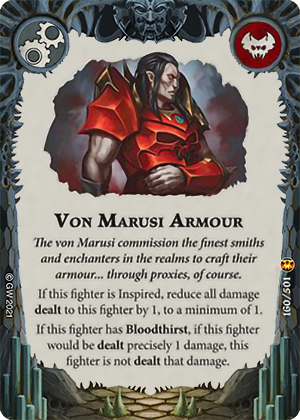 VON MARUSI ARMOUR
The von Marusi commission the finest smiths
and enchanters in the realms to craft their
armour... through proxies, of course.
If this fighter is Inspired, reduce all damage
dealt to this fighter by 1, to a minimum of 1.
If this fighter has Bloodthirst, if this fighter
would be dealt precisely 1 damage, this
fighter is not dealt that damage.
© GW 2021
160/501